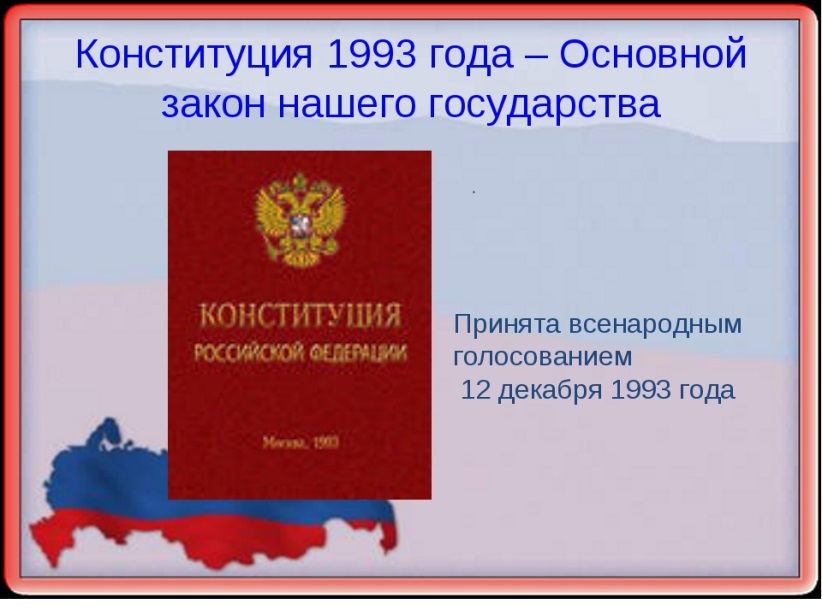 Конституция 1993 года – Основной
закон нашего государства
.
КОНСТИТУЦИЯ
РОССИЙСКОЙ ФЕДЕРАЦИИ
Москва, 1993
Принята всенародным
голосованием
12 декабря 1993 года